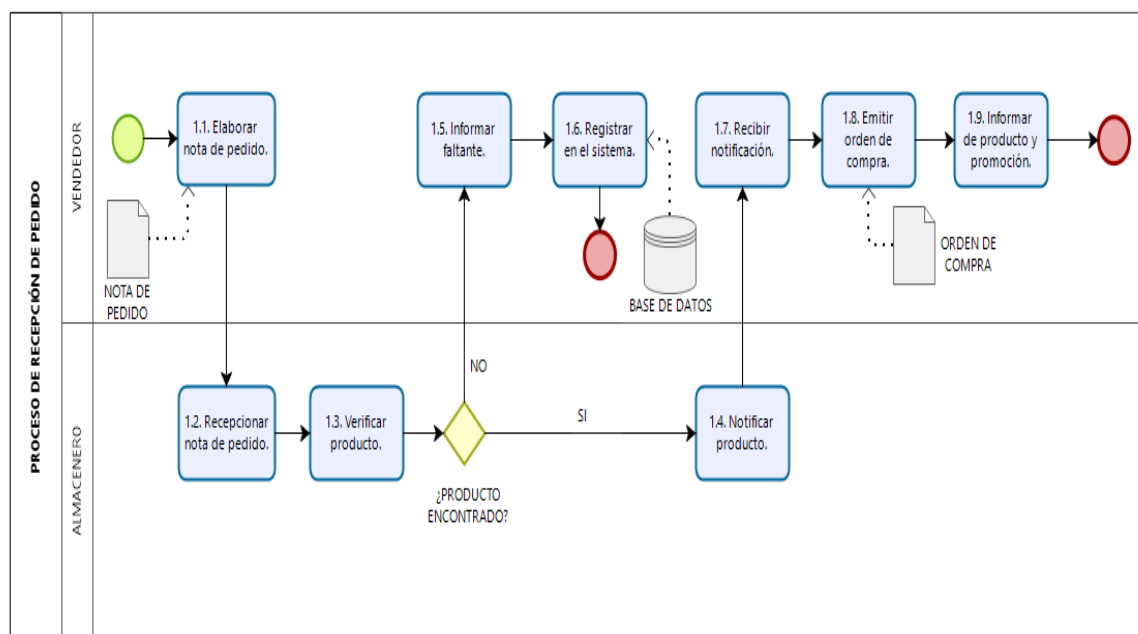 PROCESO DE RECEPCIÓN DE PEDIDO
VENDEDOR
1.1. Elaborar
nota de pedido.
NOTA DE
PEDIDO
1.5. Informar
faltante.
1.6. Registrar
en el sistema.
BASE DE DATOS
1.7. Recibir
notificación.
1.8. Emitir
orden de
compra.
ORDEN DE
COMPRA
1.9. Informar
de producto y
promoción.
ALMACENERO
1.2. Recepcionar
nota de pedido.
1.3. Verificar
producto.
¿PRODUCTO
ENCONTRADO?
NO
SI
1.4. Notificar
producto.